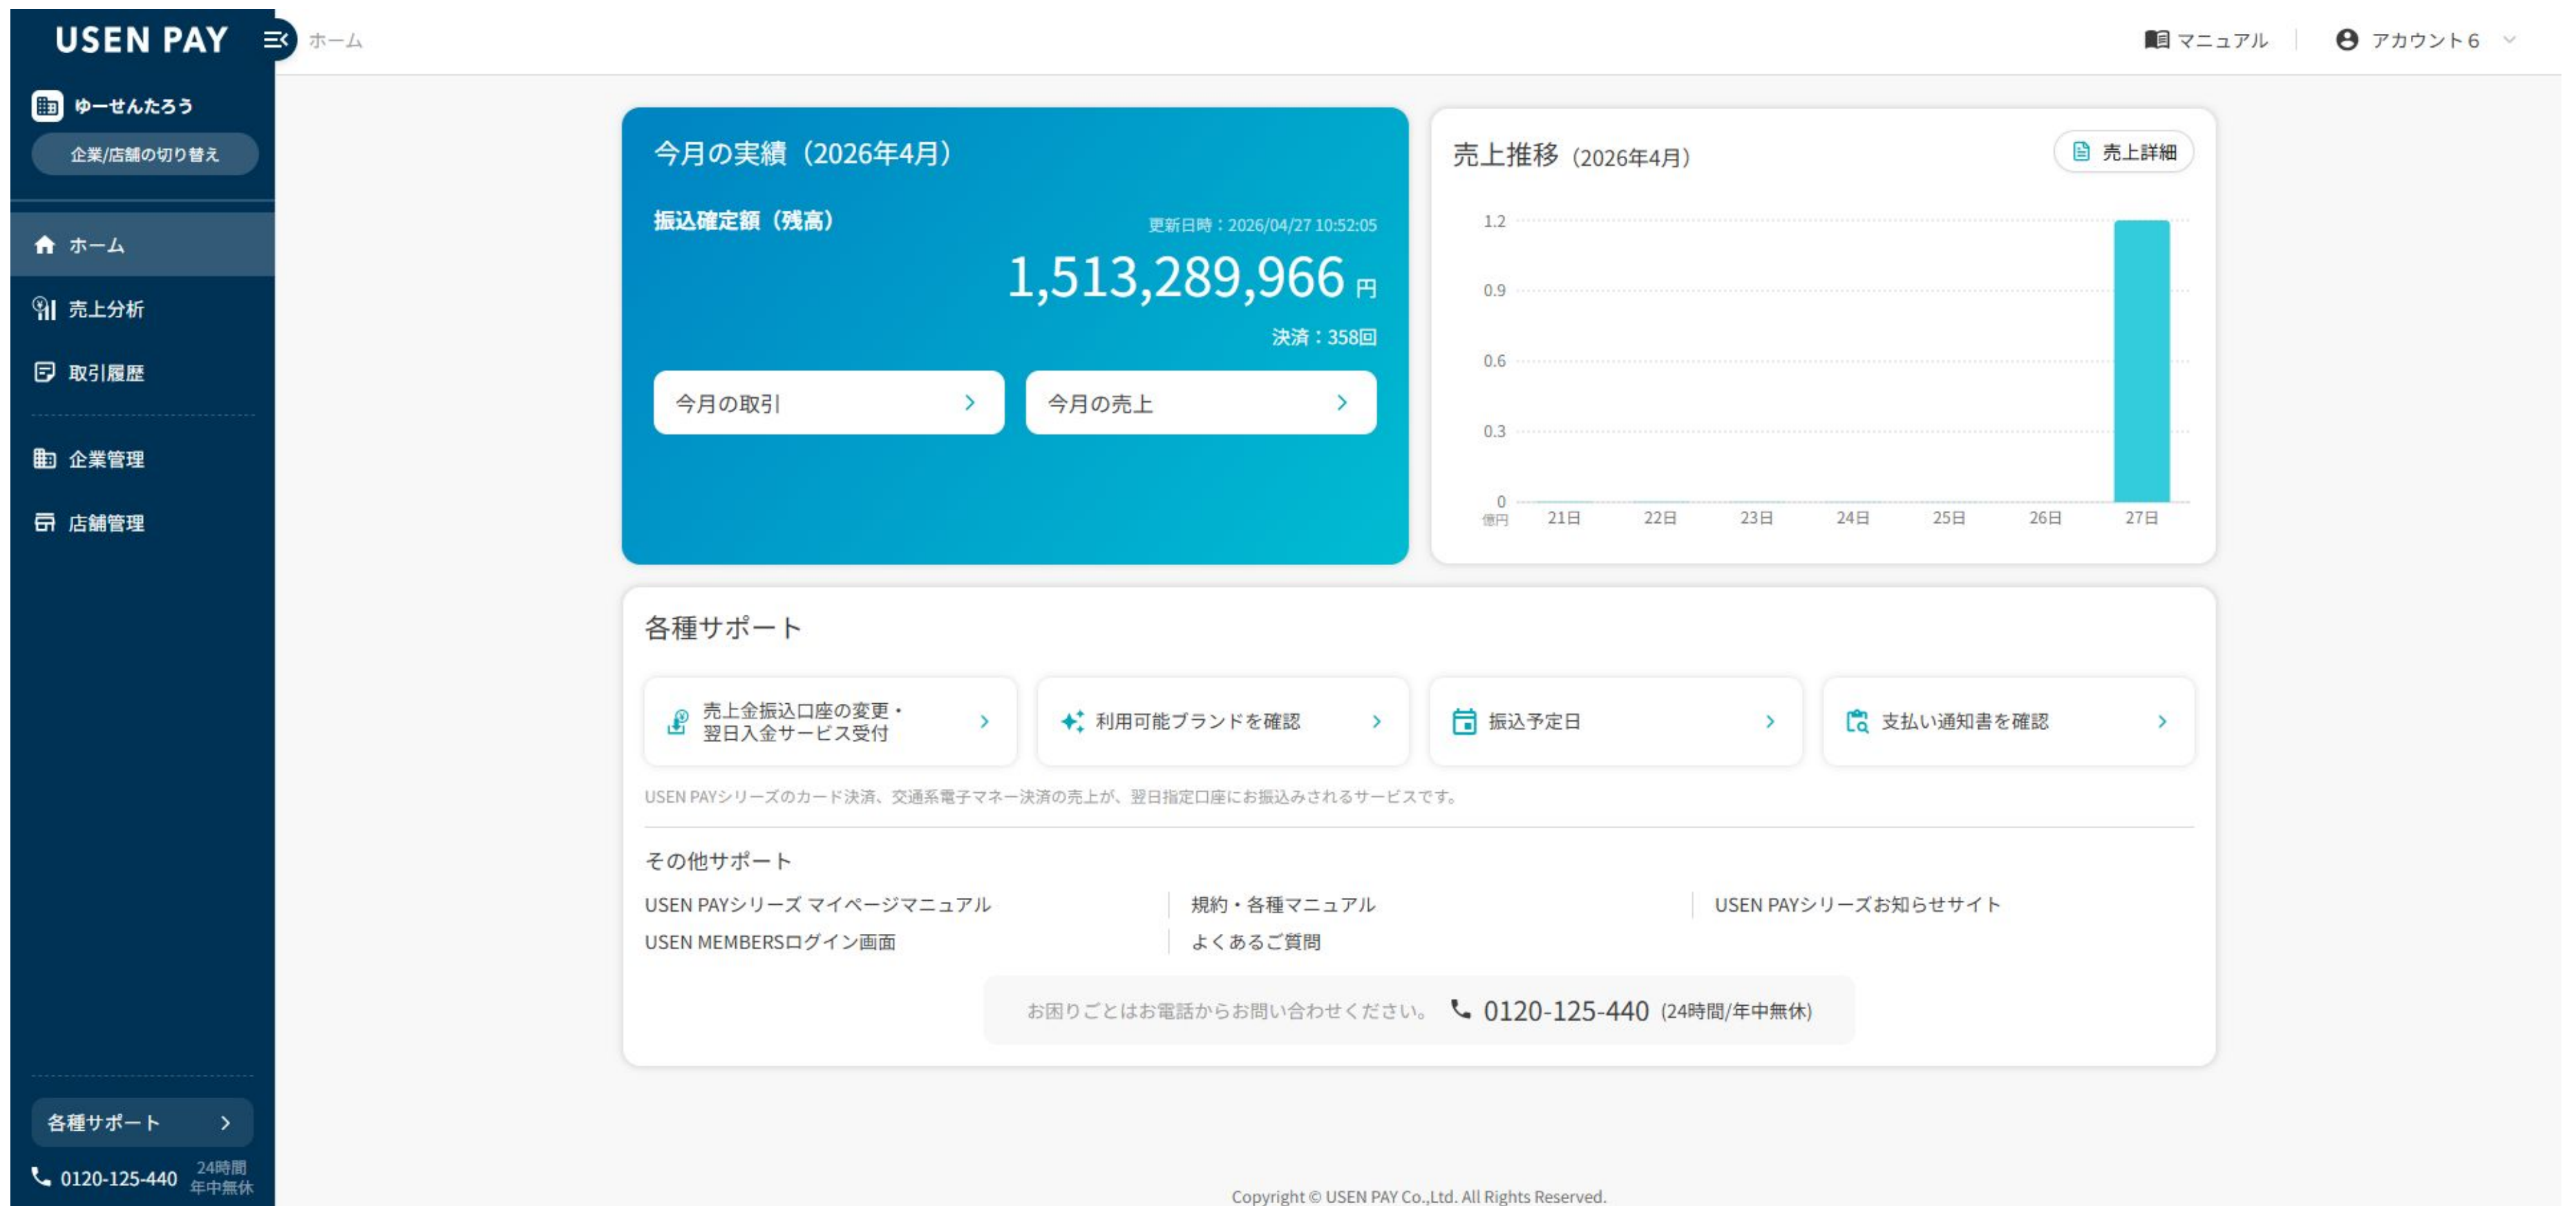 USEN PAY
ホーム
マニュアル
アカウント6
ゆーせんたろう
企業/店舗の切り替え
ホーム
売上分析
取引履歴
企業管理
店舗管理
各種サポート
0120-125-440
24時間
年中無休
今月の実績（2026年4月）
振込確定額（残高）
更新日時：2026/04/27 10:52:05
1,513,289,966 円
決済：358回
今月の取引
今月の売上
売上推移（2026年4月）
売上詳細
1.2
0.9
0.6
0.3
0
億円
21日 22日 23日 24日 25日 26日 27日
各種サポート
売上金振込口座の変更・
翌日入金サービス受付
利用可能ブランドを確認
振込予定日
支払い通知書を確認
USEN PAYシリーズのカード決済、交通系電子マネー決済の売上が、翌日指定口座にお振込みされるサービスです。
その他サポート
USEN PAYシリーズ マイページマニュアル
規約・各種マニュアル
USEN PAYシリーズお知らせサイト
USEN MEMBERSログイン画面
よくあるご質問
お困りごとはお電話からお問い合わせください。 0120-125-440 (24時間/年中無休)
Copyright © USEN PAY Co.,Ltd. All Rights Reserved.